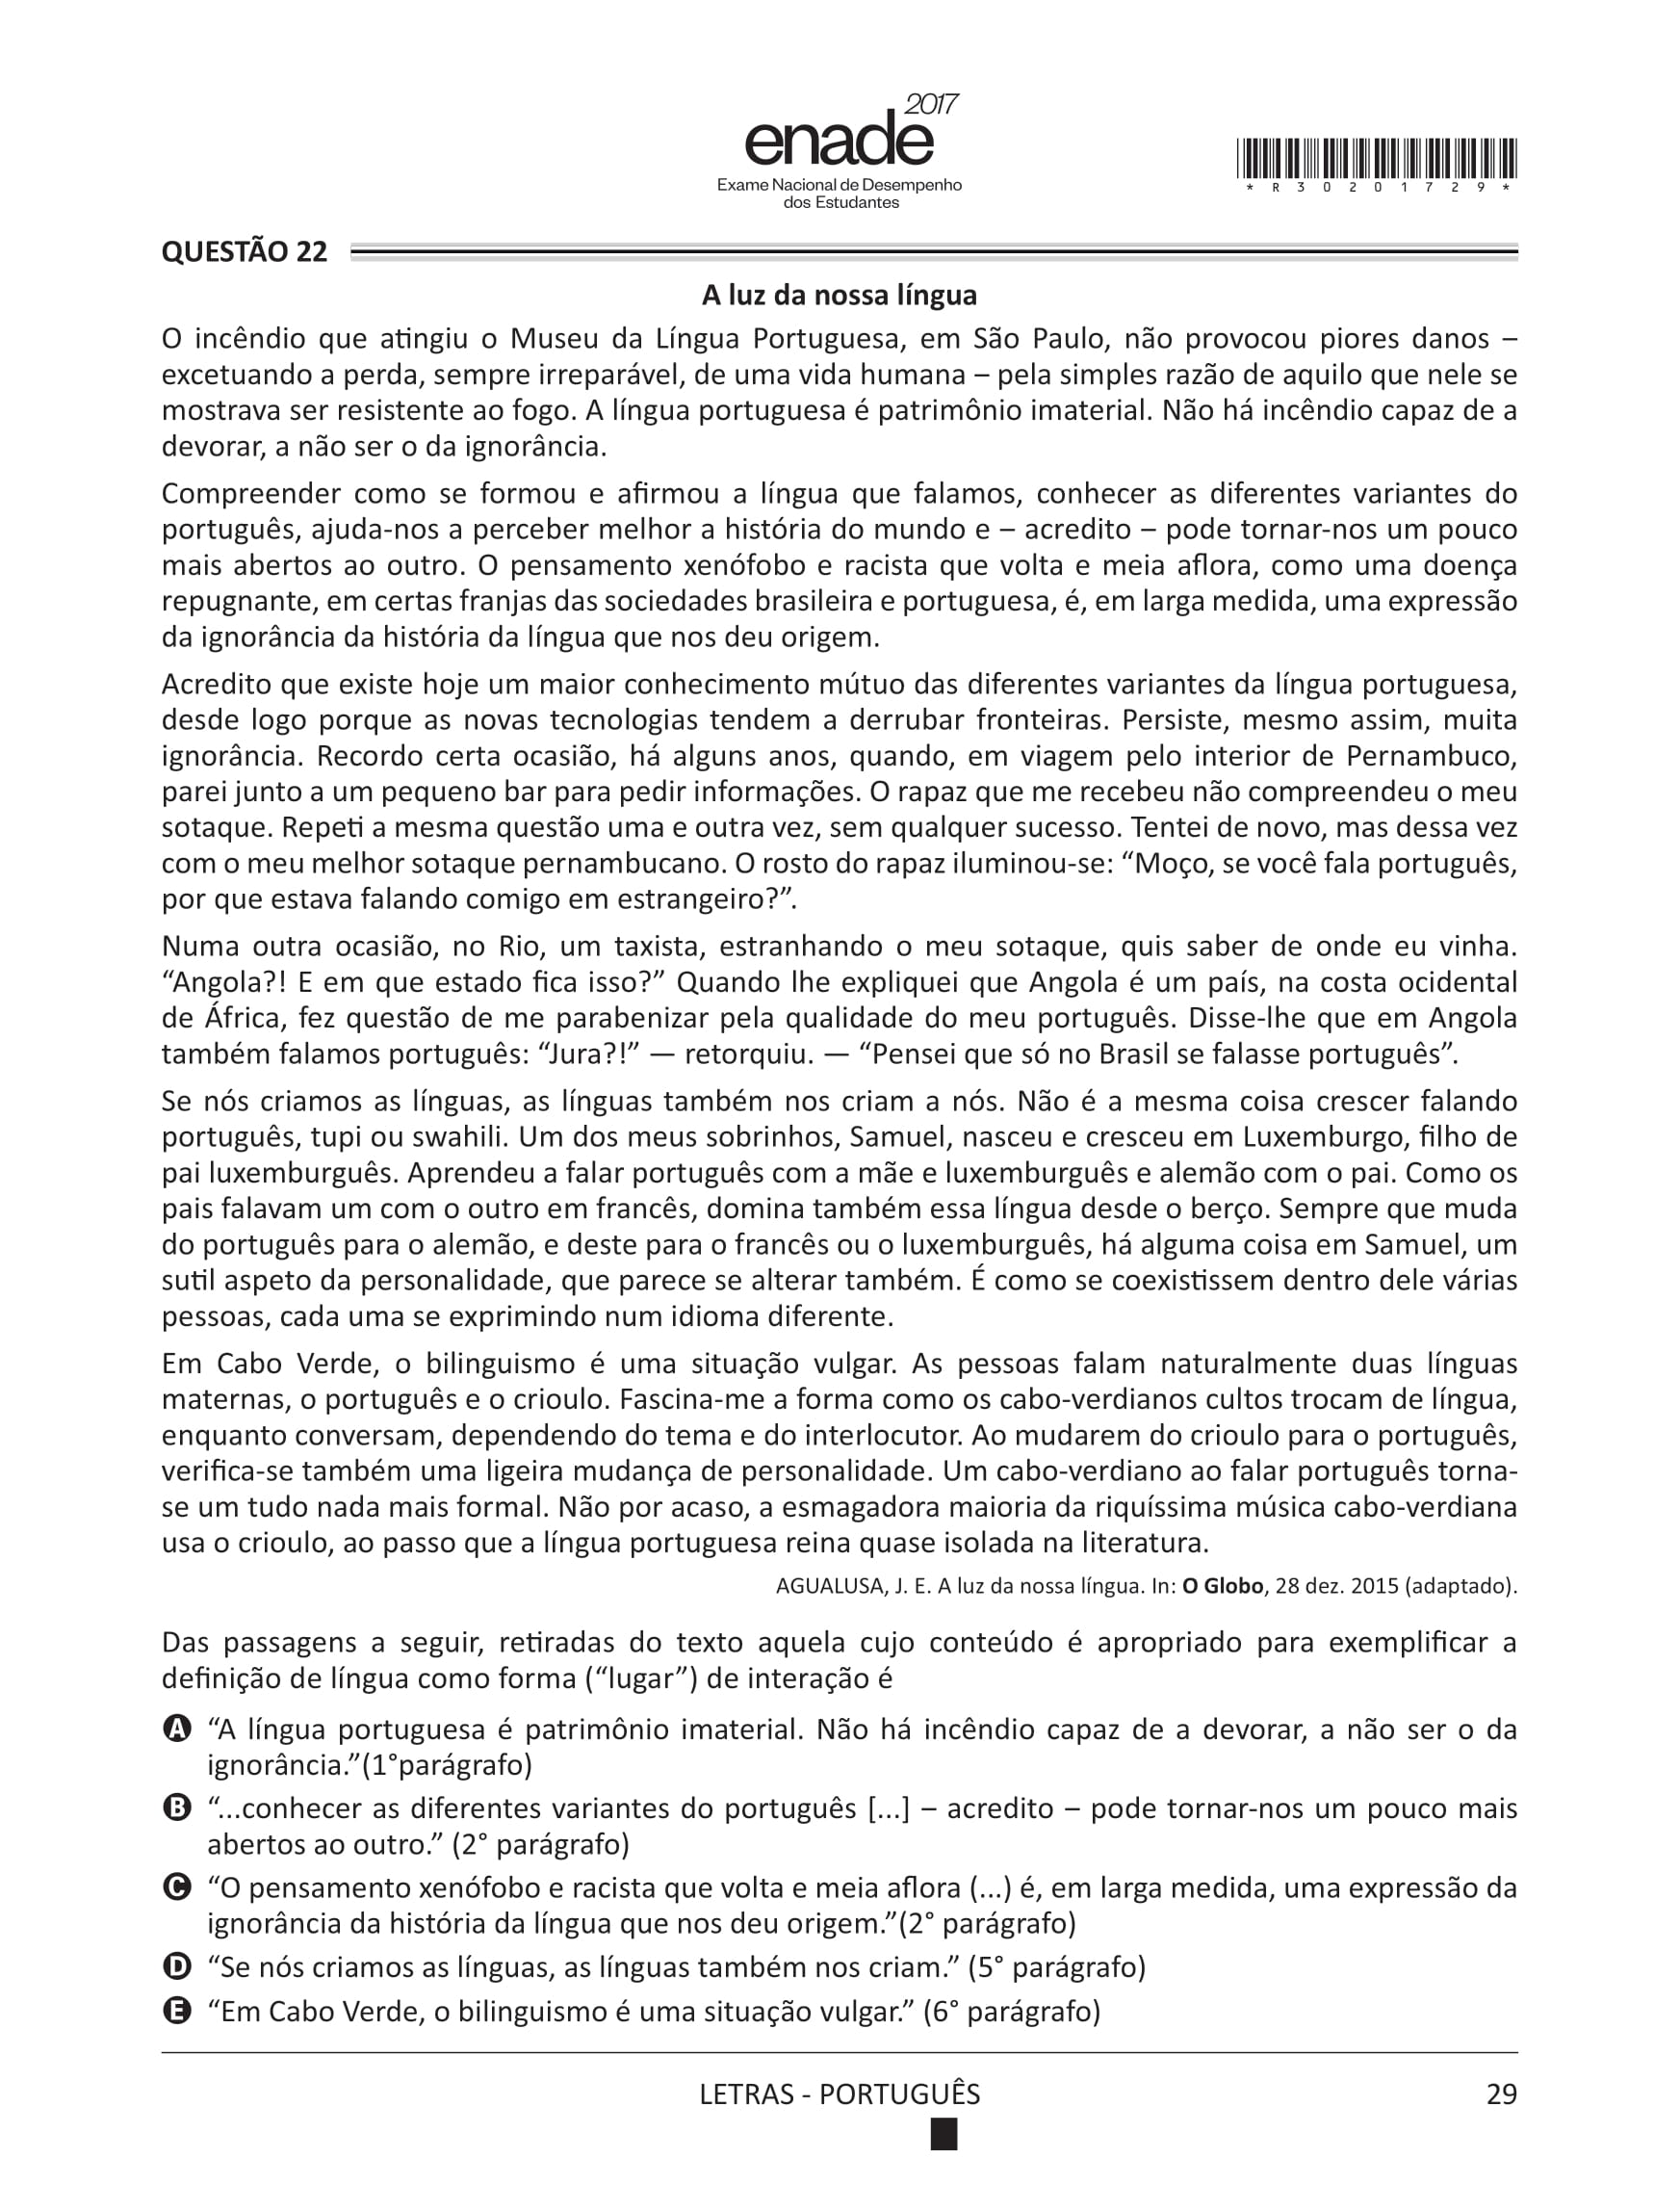 2017
enade
Exame Nacional de Desempenho
dos Estudantes
* R 3 0 2 0 1 7 2 9 *
QUESTÃO 22
A luz da nossa língua
O incêndio que atingiu o Museu da Língua Portuguesa, em São Paulo, não provocou piores danos –
excetuando a perda, sempre irreparável, de uma vida humana – pela simples razão de aquilo que nele se
mostrava ser resistente ao fogo. A língua portuguesa é patrimônio imaterial. Não há incêndio capaz de a
devorar, a não ser o da ignorância.
Compreender como se formou e afirmou a língua que falamos, conhecer as diferentes variantes do
português, ajuda-nos a perceber melhor a história do mundo e – acredito – pode tornar-nos um pouco
mais abertos ao outro. O pensamento xenófobo e racista que volta e meia aflora, como uma doença
repugnante, em certas franjas das sociedades brasileira e portuguesa, é, em larga medida, uma expressão
da ignorância da história da língua que nos deu origem.
Acredito que existe hoje um maior conhecimento mútuo das diferentes variantes da língua portuguesa,
desde logo porque as novas tecnologias tendem a derrubar fronteiras. Persiste, mesmo assim, muita
ignorância. Recordo certa ocasião, há alguns anos, quando, em viagem pelo interior de Pernambuco,
parei junto a um pequeno bar para pedir informações. O rapaz que me recebeu não compreendeu o meu
sotaque. Repeti a mesma questão uma e outra vez, sem qualquer sucesso. Tentei de novo, mas dessa vez
com o meu melhor sotaque pernambucano. O rosto do rapaz iluminou-se: “Moço, se você fala português,
por que estava falando comigo em estrangeiro?”.
Numa outra ocasião, no Rio, um taxista, estranhando o meu sotaque, quis saber de onde eu vinha.
“Angola?! E em que estado fica isso?” Quando lhe expliquei que Angola é um país, na costa ocidental
de África, fez questão de me parabenizar pela qualidade do meu português. Disse-lhe que em Angola
também falamos português: “Jura?!” — retorquiu. — “Pensei que só no Brasil se falasse português”.
Se nós criamos as línguas, as línguas também nos criam a nós. Não é a mesma coisa crescer falando
português, tupi ou swahili. Um dos meus sobrinhos, Samuel, nasceu e cresceu em Luxemburgo, filho de
pai luxemburguês. Aprendeu a falar português com a mãe e luxemburguês e alemão com o pai. Como os
pais falavam um com o outro em francês, domina também essa língua desde o berço. Sempre que muda
do português para o alemão, e deste para o francês ou o luxemburguês, há alguma coisa em Samuel, um
sutil aspeto da personalidade, que parece se alterar também. É como se coexistissem dentro dele várias
pessoas, cada uma se exprimindo num idioma diferente.
Em Cabo Verde, o bilinguismo é uma situação vulgar. As pessoas falam naturalmente duas línguas
maternas, o português e o crioulo. Fascina-me a forma como os cabo-verdianos cultos trocam de língua,
enquanto conversam, dependendo do tema e do interlocutor. Ao mudarem do crioulo para o português,
verifica-se também uma ligeira mudança de personalidade. Um cabo-verdiano ao falar português torna-
se um tudo nada mais formal. Não por acaso, a esmagadora maioria da riquíssima música cabo-verdiana
usa o crioulo, ao passo que a língua portuguesa reina quase isolada na literatura.
AGUALUSA, J. E. A luz da nossa língua. In: O Globo, 28 dez. 2015 (adaptado).
Das passagens a seguir, retiradas do texto aquela cujo conteúdo é apropriado para exemplificar a
definição de língua como forma (“lugar”) de interação é
A “A língua portuguesa é patrimônio imaterial. Não há incêndio capaz de a devorar, a não ser o da
ignorância.”(1°parágrafo)
B “...conhecer as diferentes variantes do português [...] – acredito – pode tornar-nos um pouco mais
abertos ao outro.” (2° parágrafo)
C “O pensamento xenófobo e racista que volta e meia aflora (...) é, em larga medida, uma expressão da
ignorância da história da língua que nos deu origem.”(2° parágrafo)
D “Se nós criamos as línguas, as línguas também nos criam.” (5° parágrafo)
E “Em Cabo Verde, o bilinguismo é uma situação vulgar.” (6° parágrafo)
LETRAS - PORTUGUÊS
29